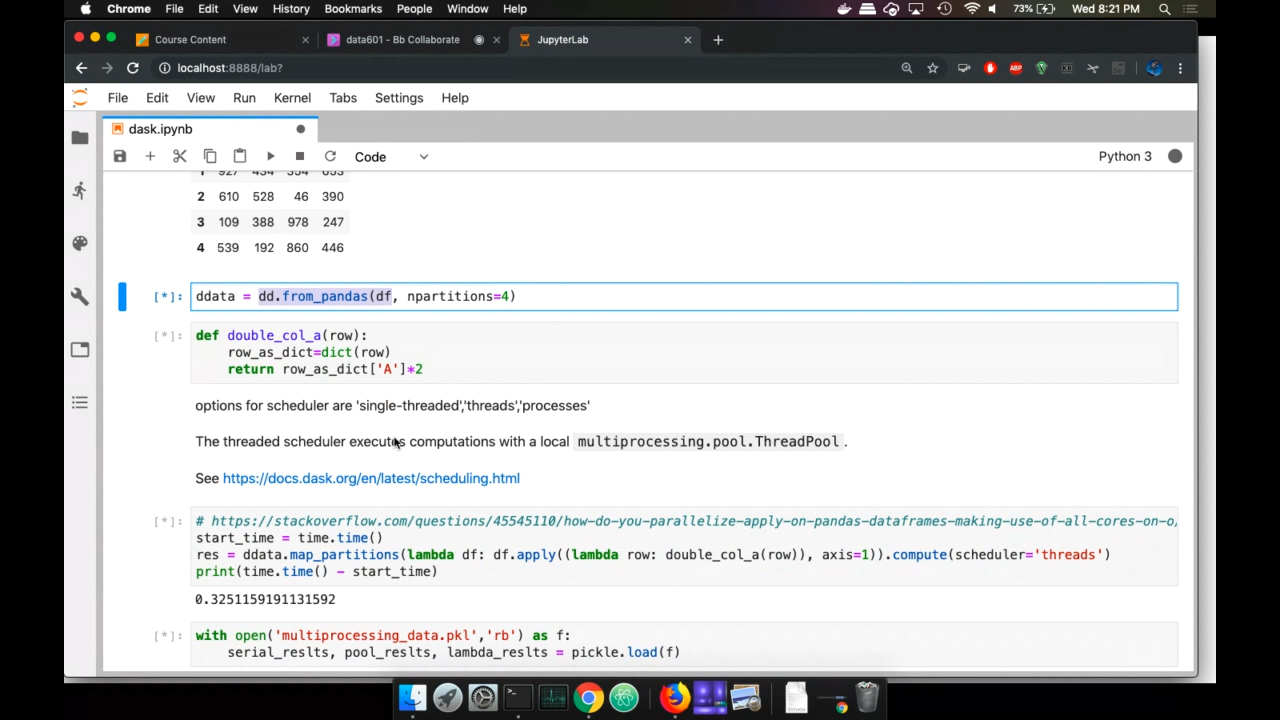 Chrome File Edit View History Bookmarks People Window Help 73% Wed 8:21 PM
Course Content data601 - Bb Collaborate JupyterLab
localhost:8888/lab?
File Edit View Run Kernel Tabs Settings Help
dask.ipynb
Code Python 3
1 927 434 354 653
2 610 528 46 390
3 109 388 978 247
4 539 192 860 446
[*]: ddata = dd.from_pandas(df, npartitions=4)
[*]: def double_col_a(row):
row_as_dict=dict(row)
return row_as_dict['A']*2
options for scheduler are 'single-threaded','threads','processes'
The threaded scheduler executes computations with a local multiprocessing.pool.ThreadPool .
See https://docs.dask.org/en/latest/scheduling.html
[*]: # https://stackoverflow.com/questions/45545110/how-do-you-parallelize-apply-on-pandas-dataframes-making-use-of-all-cores-on-o
start_time = time.time()
res = ddata.map_partitions(lambda df: df.apply((lambda row: double_col_a(row)), axis=1)).compute(scheduler='threads')
print(time.time() - start_time)
0.3251159191131592
[*]: with open('multiprocessing_data.pkl','rb') as f:
serial_reslts, pool_reslts, lambda_reslts = pickle.load(f)